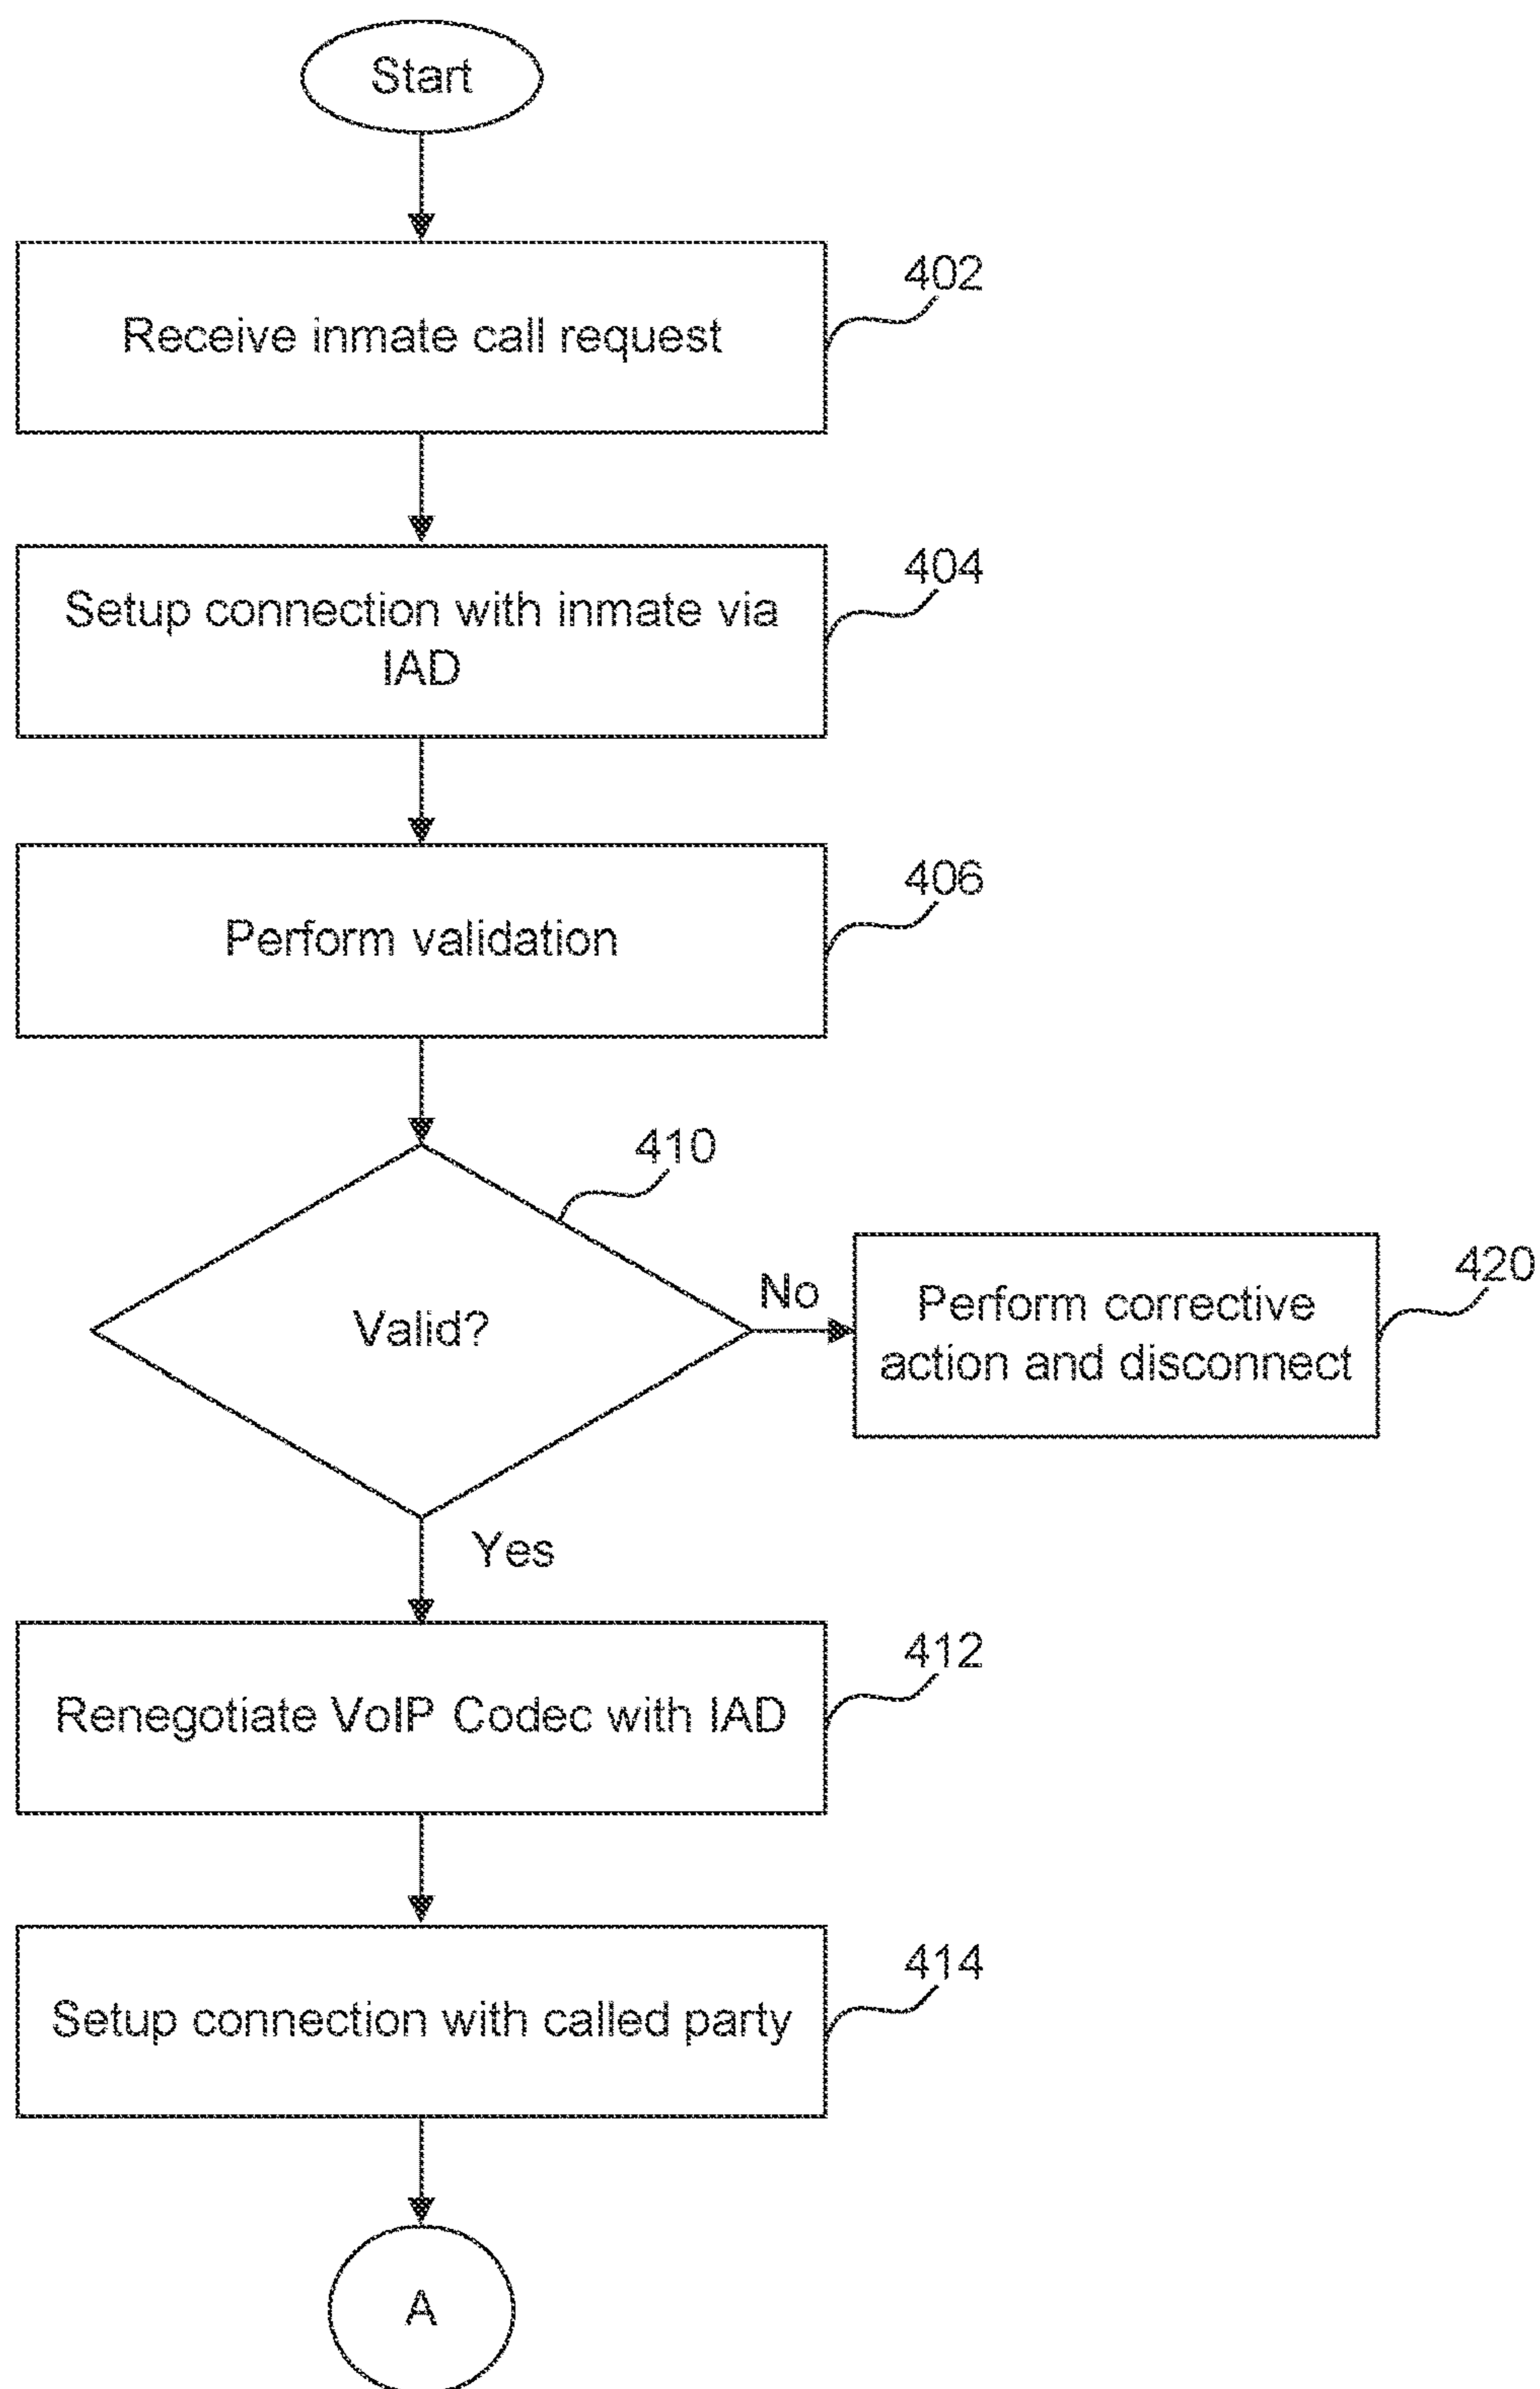 Start
402
Receive inmate call request
404
Setup connection with inmate via
IAD
406
Perform validation
410
Valid?
No
420
Perform corrective
action and disconnect
Yes
412
Renegotiate VoIP Codec with IAD
414
Setup connection with called party
A